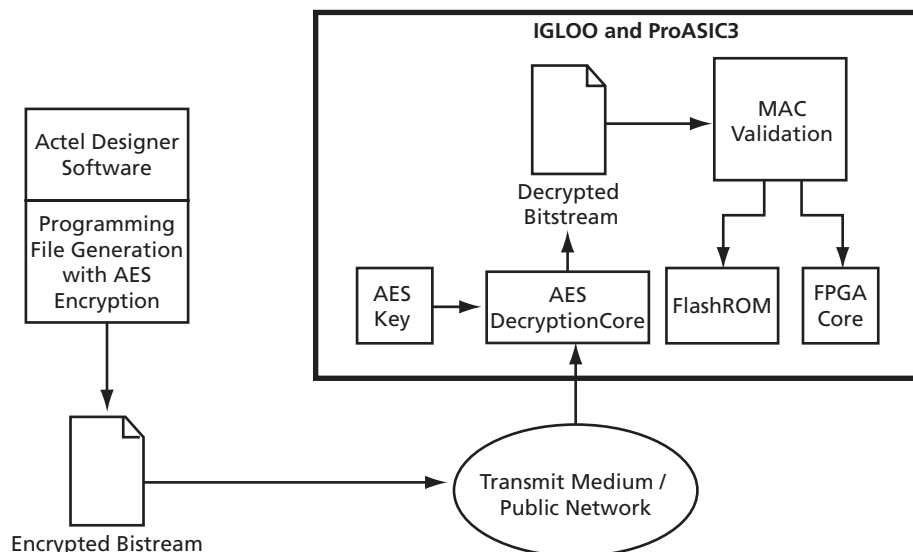 IGLOO and ProASIC3
Actel Designer
Software
Programming
File Generation
with AES
Encryption
Encrypted Bistream
Transmit Medium /
Public Network
AES
Key
AES
DecryptionCore
Decrypted
Bitstream
MAC
Validation
FlashROM
FPGA
Core